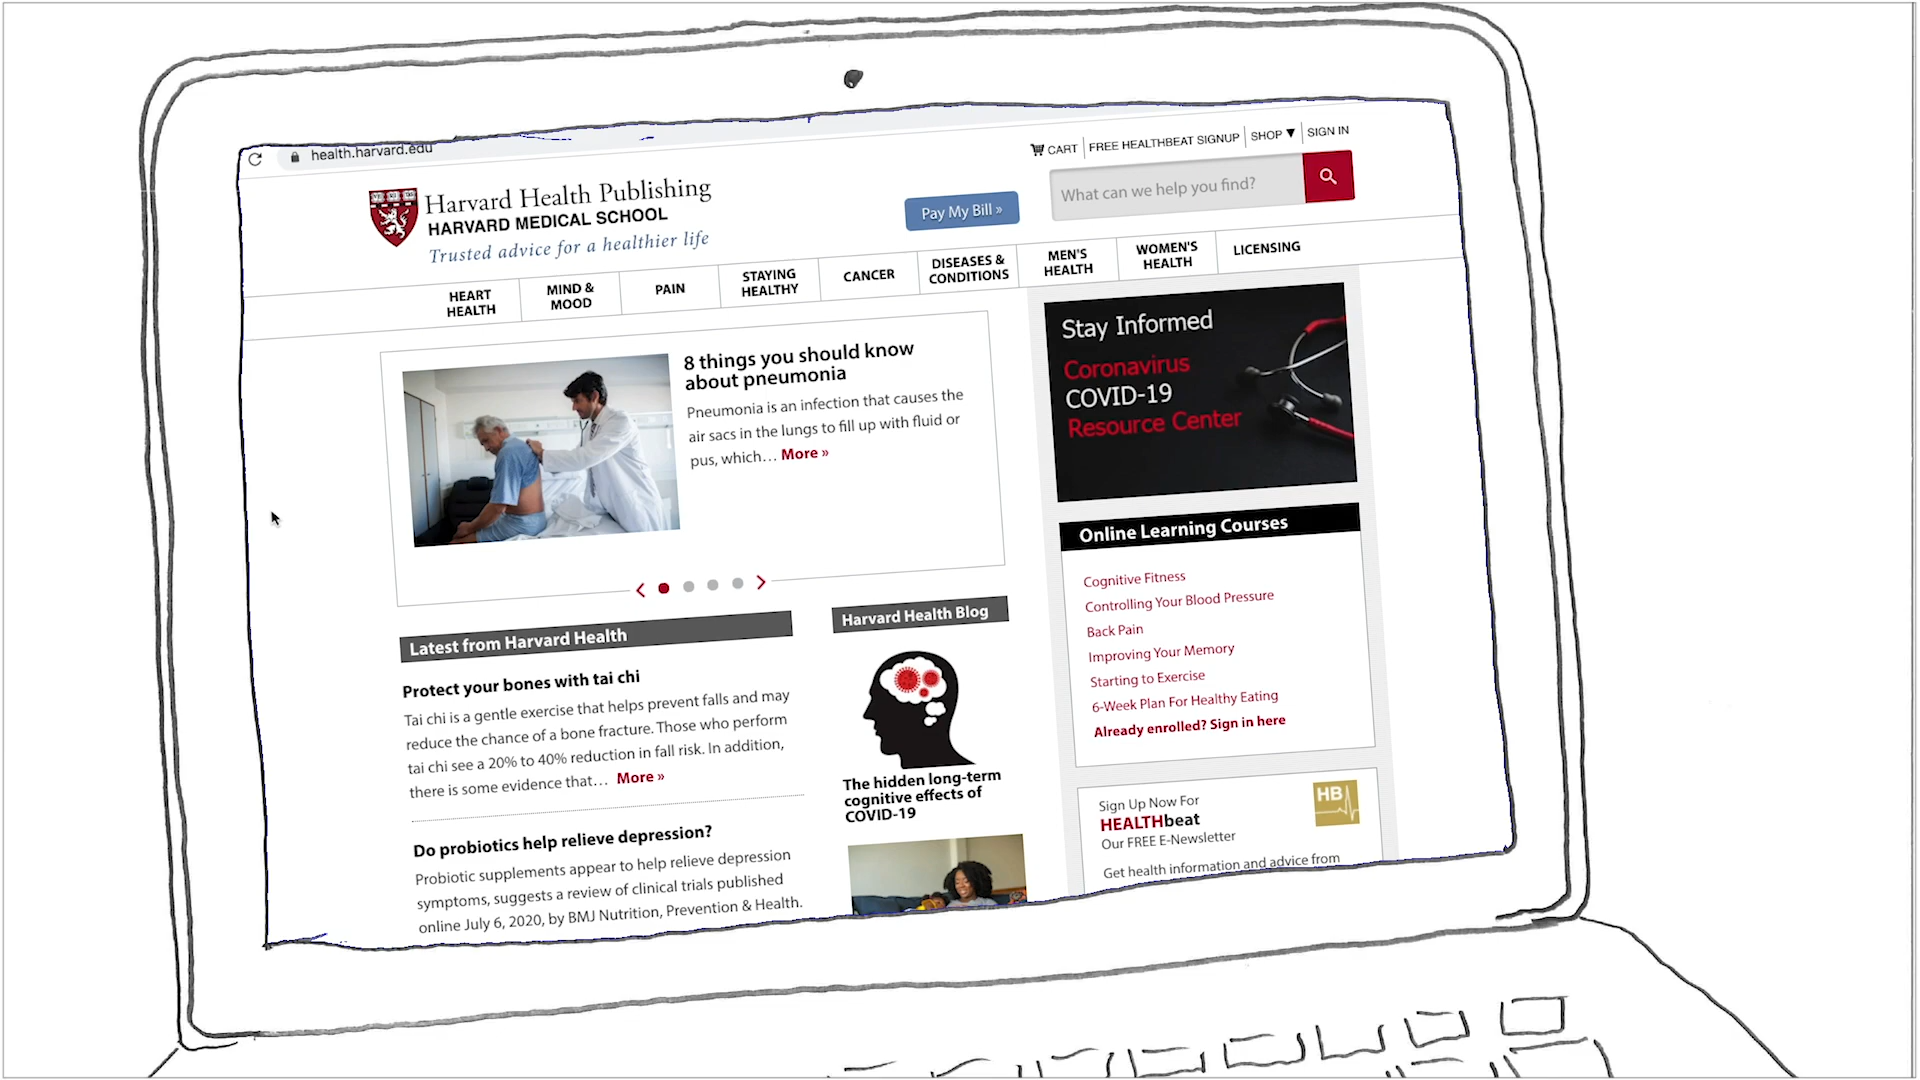 health.harvard.edu
CART
FREE HEALTHBEAT SIGNUP
SHOP ▼
SIGN IN
Harvard Health Publishing
HARVARD MEDICAL SCHOOL
Trusted advice for a healthier life
Pay My Bill »
What can we help you find?
HEART
HEALTH
MIND &
MOOD
PAIN
STAYING
HEALTHY
CANCER
DISEASES &
CONDITIONS
MEN'S
HEALTH
WOMEN'S
HEALTH
LICENSING
8 things you should know
about pneumonia
Pneumonia is an infection that causes the
air sacs in the lungs to fill up with fluid or
pus, which… More »
Latest from Harvard Health
Protect your bones with tai chi
Tai chi is a gentle exercise that helps prevent falls and may
reduce the chance of a bone fracture. Those who perform
tai chi see a 20% to 40% reduction in fall risk. In addition,
there is some evidence that… More »
Do probiotics help relieve depression?
Probiotic supplements appear to help relieve depression
symptoms, suggests a review of clinical trials published
online July 6, 2020, by BMJ Nutrition, Prevention & Health.
Harvard Health Blog
The hidden long-term
cognitive effects of
COVID-19
Stay Informed
Coronavirus
COVID-19
Resource Center
Online Learning Courses
Cognitive Fitness
Controlling Your Blood Pressure
Back Pain
Improving Your Memory
Starting to Exercise
6-Week Plan For Healthy Eating
Already enrolled? Sign in here
Sign Up Now For
HEALTHbeat
Our FREE E-Newsletter
HB
Get health information and advice from